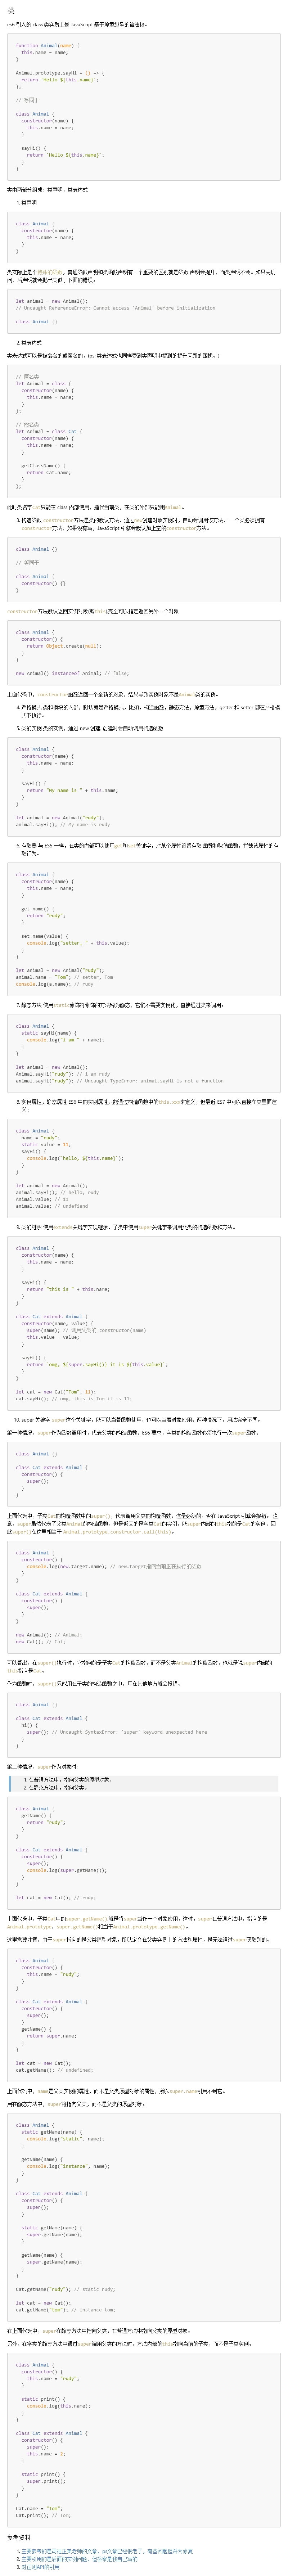 类
es6 引入的 class 类实质上是 JavaScript 基于原型继承的语法糖。
function Animal(name) {
this.name = name;
}
Animal.prototype.sayHi = () => {
return `Hello ${this.name}`;
};
// 等同于
class Animal {
constructor(name) {
this.name = name;
}
sayHi() {
return `Hello ${this.name}`;
}
}
类由两部分组成：类声明，类表达式
1. 类声明
class Animal {
constructor(name) {
this.name = name;
}
}
类实际上是个特殊的函数，普通函数声明和类函数声明有一个重要的区别就是函数 声明会提升，而类声明不会。如果先访
问，后声明就会抛出类似于下面的错误。
let animal = new Animal();
// Uncaught ReferenceError: Cannot access 'Animal' before initialization
class Animal {}
2. 类表达式
类表达式可以是被命名的或匿名的。(ps: 类表达式也同样受到类声明中提到的提升问题的困扰。)
// 匿名类
let Animal = class {
constructor(name) {
this.name = name;
}
};
// 命名类
let Animal = class Cat {
constructor(name) {
this.name = name;
}
getClassName() {
return Cat.name;
}
};
此时类名字Cat只能在 class 内部使用，指代当前类，在类的外部只能用Animal。
3. 构造函数 constructor方法是类的默认方法，通过new创建对象实例时，自动会调用该方法， 一个类必须拥有
constructor方法，如果没有写，JavaScript 引擎会默认加上空的constructor方法。
class Animal {}
// 等同于
class Animal {
constructor() {}
}
constructor方法默认返回实例对象(既this)完全可以指定返回另外一个对象
class Animal {
constructor() {
return Object.create(null);
}
}
new Animal() instanceof Animal; // false;
上面代码中，constructor函数返回一个全新的对象，结果导致实例对象不是Animal类的实例。
4. 严格模式 类和模块的内部，默认就是严格模式，比如，构造函数，静态方法，原型方法，getter 和 setter 都在严格模
式下执行。
5. 类的实例 类的实例，通过 new 创建, 创建时会自动调用构造函数
class Animal {
constructor(name) {
this.name = name;
}
sayHi() {
return "My name is " + this.name;
}
}
let animal = new Animal("rudy");
animal.sayHi(); // My name is rudy
6. 存取器 与 ES5 一样，在类的内部可以使用get和set关键字，对某个属性设置存取 函数和取值函数，拦截该属性的存
取行为。
class Animal {
constructor(name) {
this.name = name;
}
get name() {
return "rudy";
}
set name(value) {
console.log("setter, " + this.value);
}
}
let animal = new Animal("rudy");
animal.name = "Tom"; // setter, Tom
console.log(a.name); // rudy
7. 静态方法 使用static修饰符修饰的方法称为静态，它们不需要实例化，直接通过类来调用。
class Animal {
static sayHi(name) {
console.log("i am " + name);
}
}
let animal = new Animal();
Animal.sayHi("rudy"); // i am rudy
animal.sayHi("rudy"); // Uncaught TypeError: animal.sayHi is not a function
8. 实例属性，静态属性 ES6 中的实例属性只能通过构造函数中的this.xxx来定义，但最近 ES7 中可以直接在类里面定
义：
class Animal {
name = "rudy";
static value = 11;
sayHi() {
console.log(`hello, ${this.name}`);
}
}
let animal = new Animal();
animal.sayHi(); // hello, rudy
Animal.value; // 11
animal.value; // undefiend
9. 类的继承 使用extends关键字实现继承，子类中使用super关键字来调用父类的构造函数和方法。
class Animal {
constructor(name) {
this.name = name;
}
sayHi() {
return "this is " + this.name;
}
}
class Cat extends Animal {
constructor(name, value) {
super(name); // 调用父类的 constructor(name)
this.value = value;
}
sayHi() {
return `omg, ${super.sayHi()} it is ${this.value}`;
}
}
let cat = new Cat("Tom", 11);
cat.sayHi(); // omg, this is Tom it is 11;
10. super 关键字 super这个关键字，既可以当着函数使用，也可以当着对象使用，两种情况下，用法完全不同。
第一种情况，super作为函数调用时，代表父类的构造函数。ES6 要求，字类的构造函数必须执行一次super函数。
class Animal {}
class Cat extends Animal {
constructor() {
super();
}
}
上面代码中，子类Cat的构造函数中的super()，代表调用父类的构造函数，这是必须的，否在 JavaScript 引擎会报错。 注
意，super虽然代表了父类Animal的构造函数，但是返回的是字类Cat的实例，既super内部的this指的是Cat的实例，因
此super()在这里相当于 Animal.prototype.constructor.call(this)。
class Animal {
constructor() {
console.log(new.target.name); // new.target指向当前正在执行的函数
}
}
class Cat extends Animal {
constructor() {
super();
}
}
new Animal(); // Animal;
new Cat(); // Cat;
可以看出，在super()执行时，它指向的是子类Cat的构造函数，而不是父类Animal的构造函数，也就是说super内部的
this指向是Cat。
作为函数时，super()只能用在子类的构造函数之中，用在其他地方就会报错。
class Animal {}
class Cat extends Animal {
hi() {
super(); // Uncaught SyntaxError: 'super' keyword unexpected here
}
}
第二种情况，super作为对象时:
1. 在普通方法中，指向父类的原型对象。
2. 在静态方法中，指向父类。
class Animal {
getName() {
return "rudy";
}
}
class Cat extends Animal {
constructor() {
super();
console.log(super.getName());
}
}
let cat = new Cat(); // rudy;
上面代码中，子类Cat中的super.getName()，就是将super当作一个对象使用，这时，super在普通方法中，指向的是
Animal.prototype，super.getName()相当于Animal.prototype.getName()。
这里需要注意，由于super指向的是父类原型对象，所以定义在父类实例上的方法和属性，是无法通过super获取到的。
class Animal {
constructor() {
this.name = "rudy";
}
}
class Cat extends Animal {
constructor() {
super();
}
getName() {
return super.name;
}
}
let cat = new Cat();
cat.getName(); // undefined;
上面代码中，name是父类实例的属性，而不是父类原型对象的属性，所以super.name引用不到它。
用在静态方法中，super将指向父类，而不是父类的原型对象。
class Animal {
static getName(name) {
console.log("static", name);
}
getName(name) {
console.log("instance", name);
}
}
class Cat extends Animal {
constructor() {
super();
}
static getName(name) {
super.getName(name);
}
getName(name) {
super.getName(name);
}
}
Cat.getName("rudy"); // static rudy;
let cat = new Cat();
cat.getName("tom"); // instance tom;
在上面代码中，super在静态方法中指向父类，在普通方法中指向父类的原型对象。
另外，在字类的静态方法中通过super调用父类的方法时，方法内部的this指向当前的子类，而不是子类实例。
class Animal {
constructor() {
this.name = "rudy";
}
static print() {
console.log(this.name);
}
}
class Cat extends Animal {
constructor() {
super();
this.name = 1;
}
static print() {
super.print();
}
}
Cat.name = "Tom";
Cat.print(); // Tom;
参考资料
1. 主要参考的是司徒正美老师的文章，ps文章已经很老了，有些问题但并为修复
2. 主要引用的是后面的实例问题，但答案是我自己写的
3. 对正则API的引用